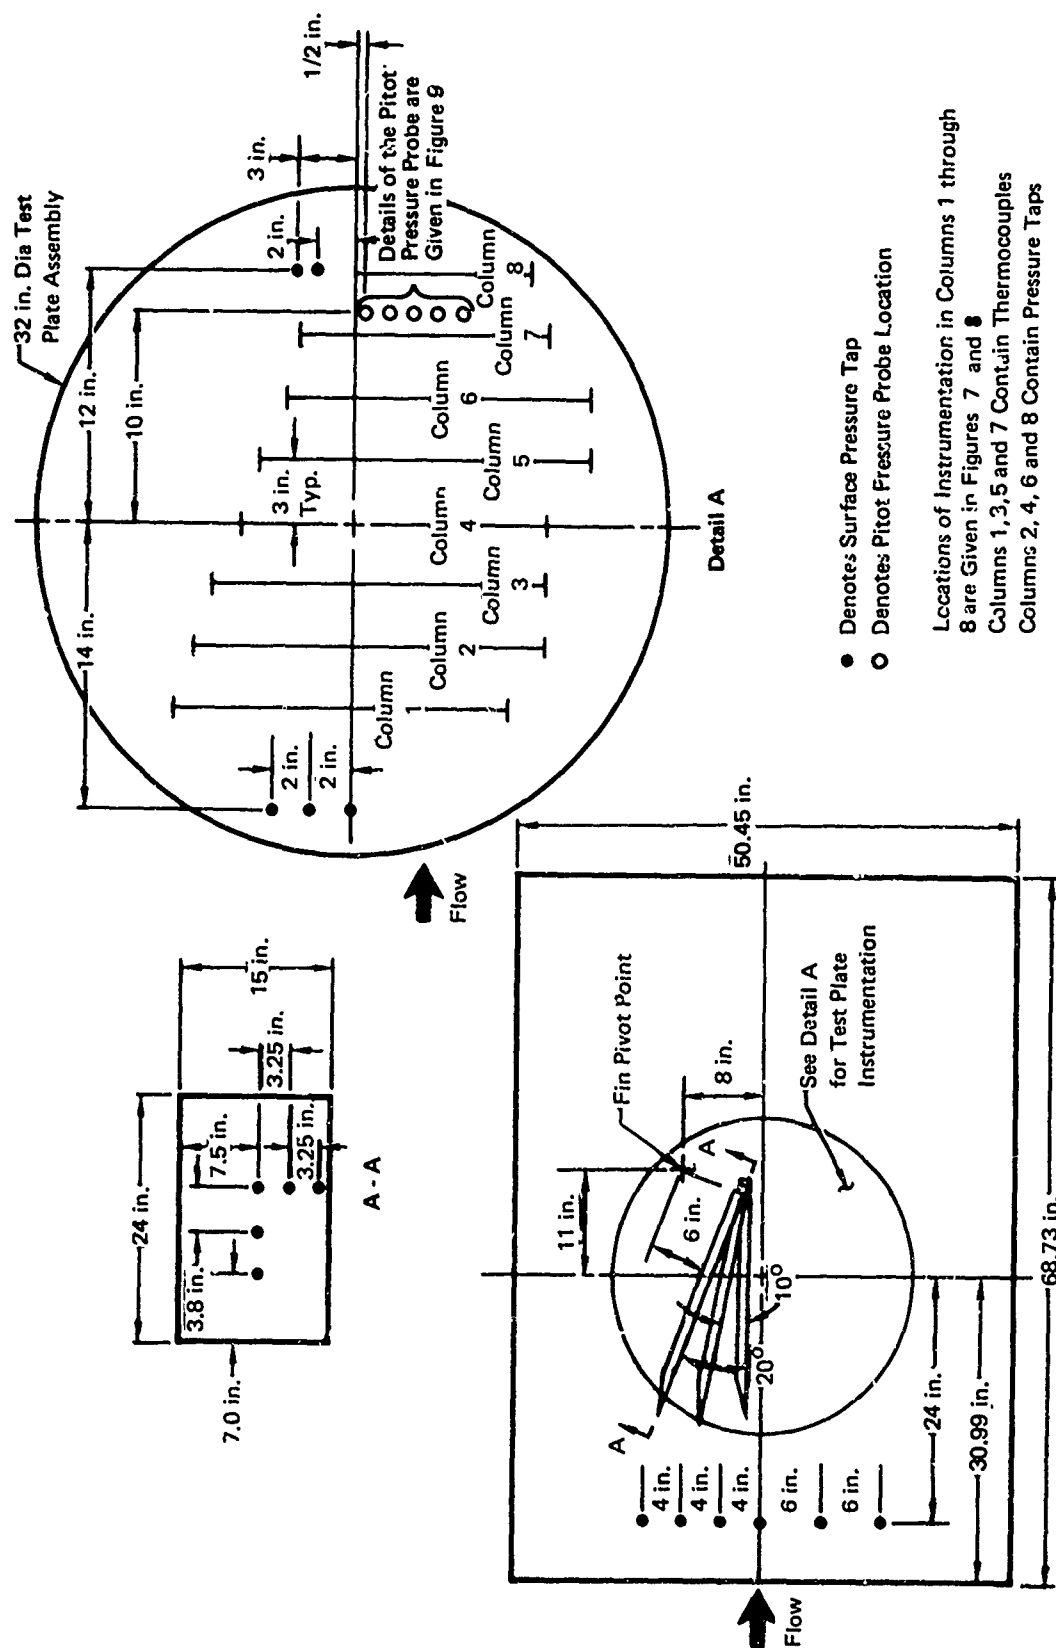 32 in. Dia Test
Plate Assembly
14 in.
12 in.
10 in.
3 in.
2 in.
1/2 in.
Details of the Pitot
Pressure Probe are
Given in Figure 9
3 in.
Typ.
2 in.
2 in.
Column
1
Column
2
Column
3
Column
4
Column
5
Column
6
Column
7
Column
8
Flow
Detail A
● Denotes Surface Pressure Tap
O Denotes Pitot Pressure Probe Location
Locations of Instrumentation in Columns 1 through
8 are Given in Figures 7 and 8
Columns 1, 3, 5 and 7 Contain Thermocouples
Columns 2, 4, 6 and 8 Contain Pressure Taps
24 in.
15 in.
7.5 in.
3.25 in.
3.25 in.
3.8 in.
7.0 in.
A - A
Fin Pivot Point
11 in.
8 in.
6 in.
A
A
20°
10°
4 in.
4 in.
4 in.
6 in.
6 in.
See Detail A
for Test Plate
Instrumentation
24 in.
30.99 in.
68.73 in.
50.45 in.
Flow